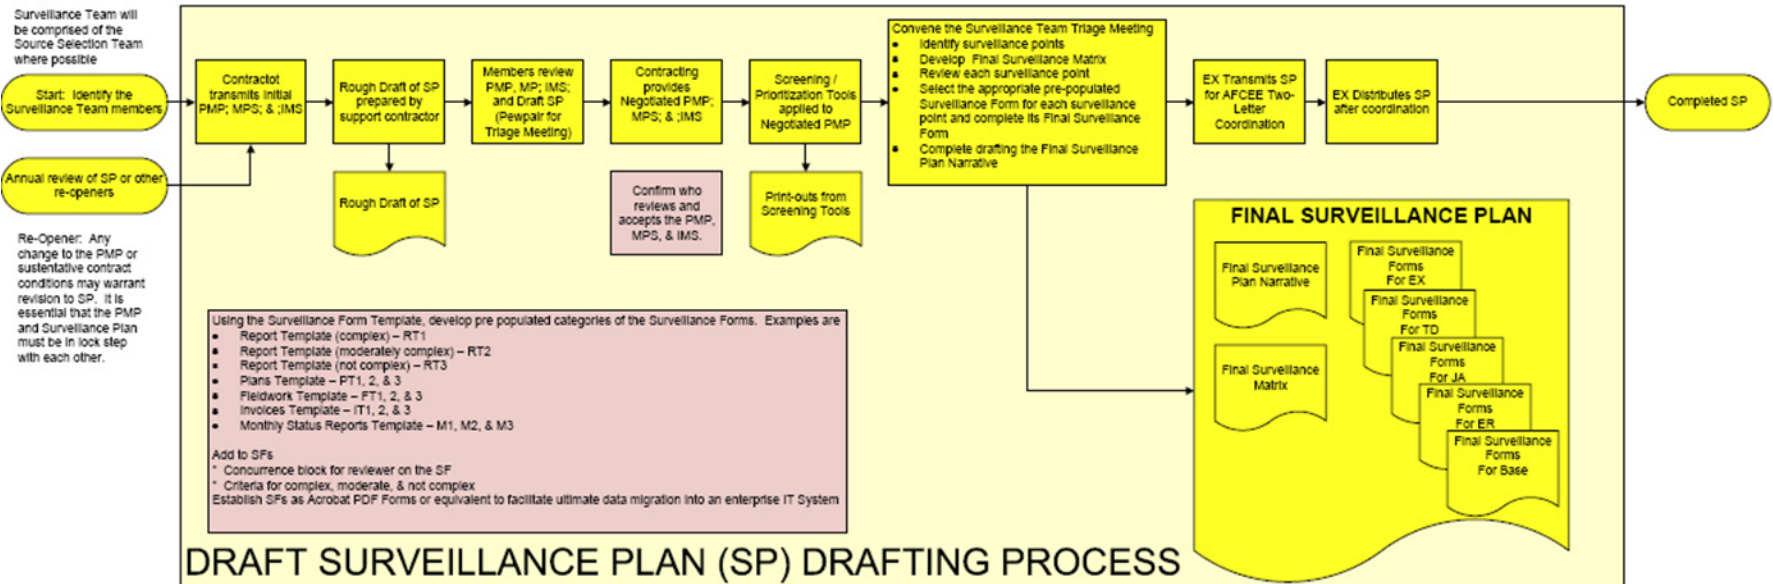 Surveillance Team will
be comprised of the
Source Selection Team
where possible
Start: Identify the
Surveillance Team members
Annual review of SP or other
re-openers
Re-Opener: Any
change to the PMP or
sustentative contract
conditions may warrant
revision to SP. It is
essential that the PMP
and Surveillance Plan
must be in lock step
with each other.
Contractot
transmits Initial
PMP; MPS; & ;IMS
Rough Draft of SP
prepared by
support contractor
Rough Draft of SP
Members review
PMP, MP; IMS;
and Draft SP
(Pewpair for
Triage Meeting)
Contracting
provides
Negotiated PMP;
MPS; & ;IMS
Confirm who
reviews and
accepts the PMP,
MPS, & IMS.
Screening /
Prioritization Tools
applied to
Negotiated PMP
Print-outs from
Screening Tools
Convene the Surveillance Team Triage Meeting
• Identify surveillance points
• Develop Final Surveillance Matrix
• Review each surveillance point
• Select the appropriate pre-populated
Surveillance Form for each surveillance
point and complete its Final Surveillance
Form
• Complete drafting the Final Surveillance
Plan Narrative
EX Transmits SP
for AFCEE Two-
Letter
Coordination
EX Distributes SP
after coordination
Completed SP
FINAL SURVEILLANCE PLAN
Final Surveillance
Plan Narrative
Final Surveillance
Matrix
Final Surveillance
Forms
For EX
Final Surveillance
Forms
For TD
Final Surveillance
Forms
For JA
Final Surveillance
Forms
For ER
Final Surveillance
Forms
For Base
Using the Surveillance Form Template, develop pre populated categories of the Surveillance Forms. Examples are
• Report Template (complex) – RT1
• Report Template (moderately complex) – RT2
• Report Template (not complex) – RT3
• Plans Template – PT1, 2, & 3
• Fieldwork Template – FT1, 2, & 3
• Invoices Template – IT1, 2, & 3
• Monthly Status Reports Template – M1, M2, & M3
Add to SFs
* Concurrence block for reviewer on the SF
* Criteria for complex, moderate, & not complex
Establish SFs as Acrobat PDF Forms or equivalent to facilitate ultimate data migration into an enterprise IT System
DRAFT SURVEILLANCE PLAN (SP) DRAFTING PROCESS